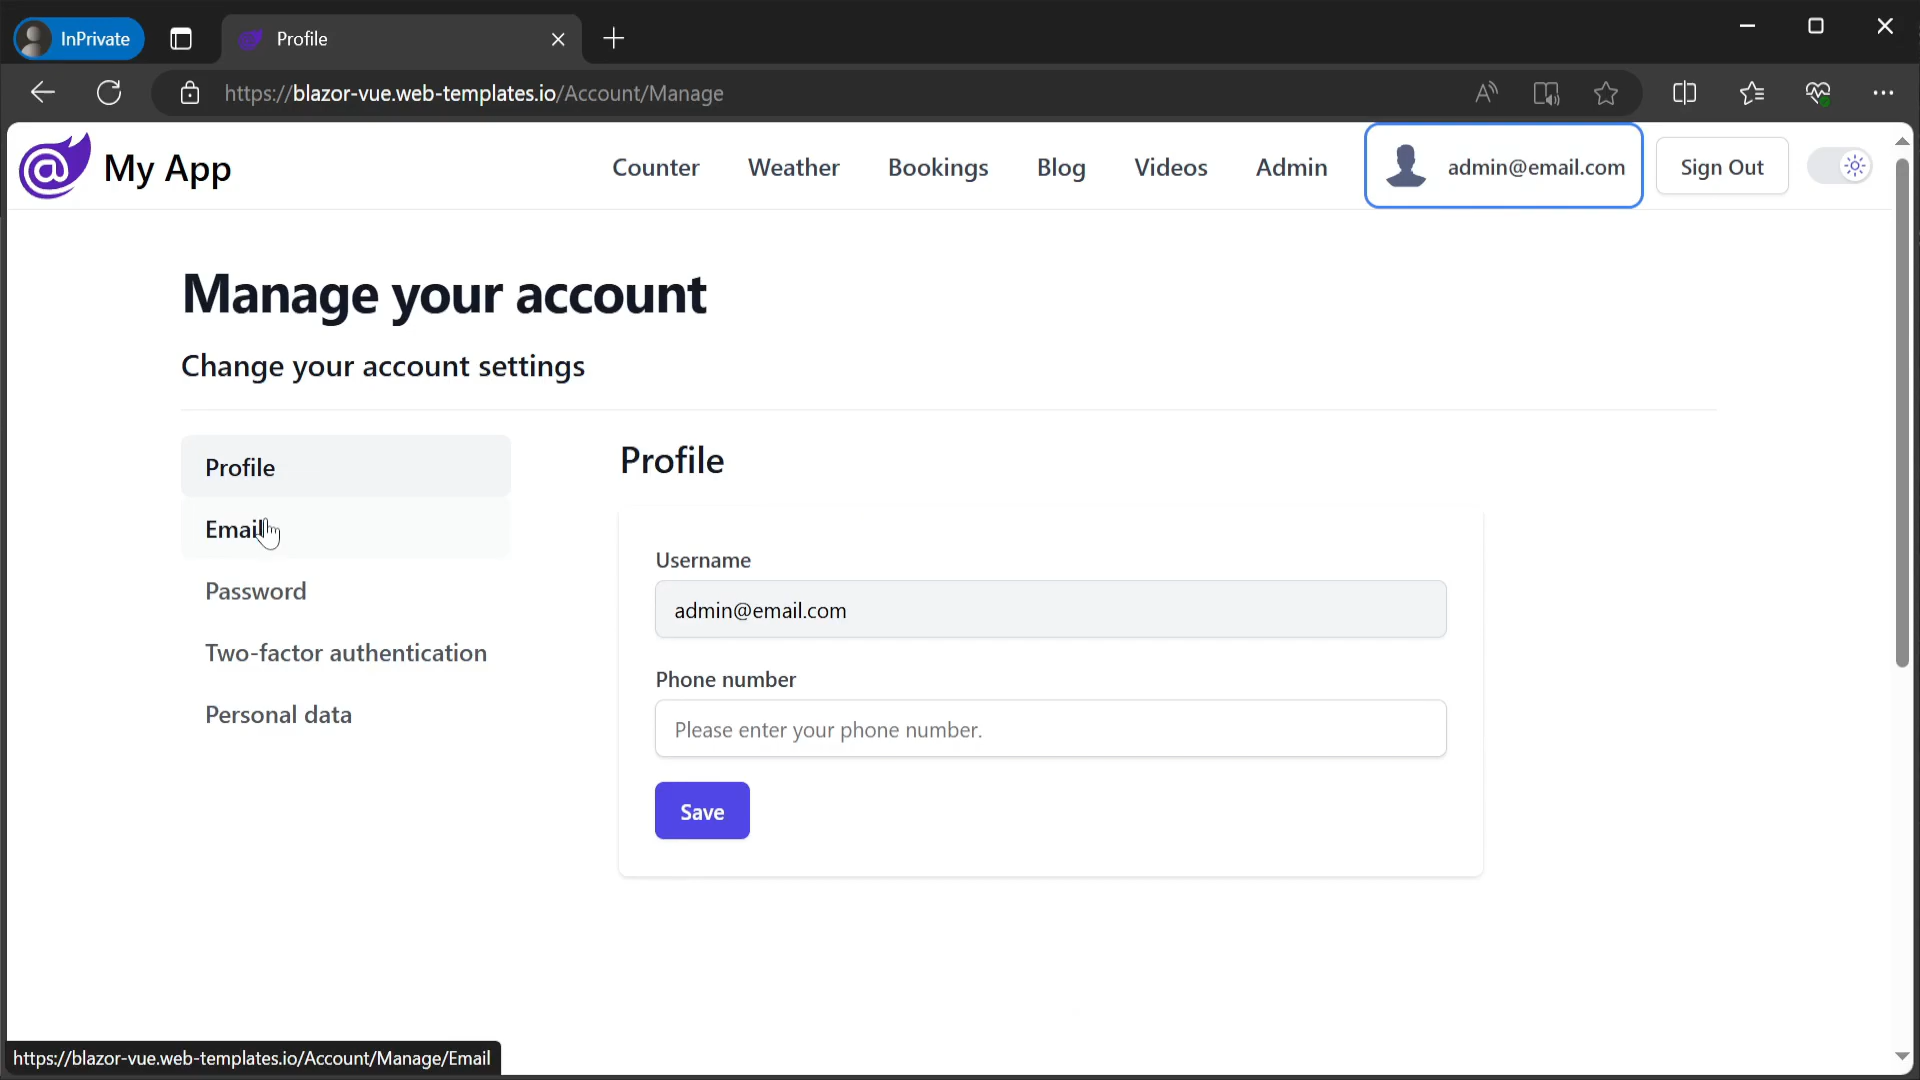 InPrivate
Profile
https://blazor-vue.web-templates.io/Account/Manage
My App
Counter
Weather
Bookings
Blog
Videos
Admin
admin@email.com
Sign Out
Manage your account
Change your account settings
Profile
Email
Password
Two-factor authentication
Personal data
Profile
Username
admin@email.com
Phone number
Please enter your phone number.
Save
https://blazor-vue.web-templates.io/Account/Manage/Email